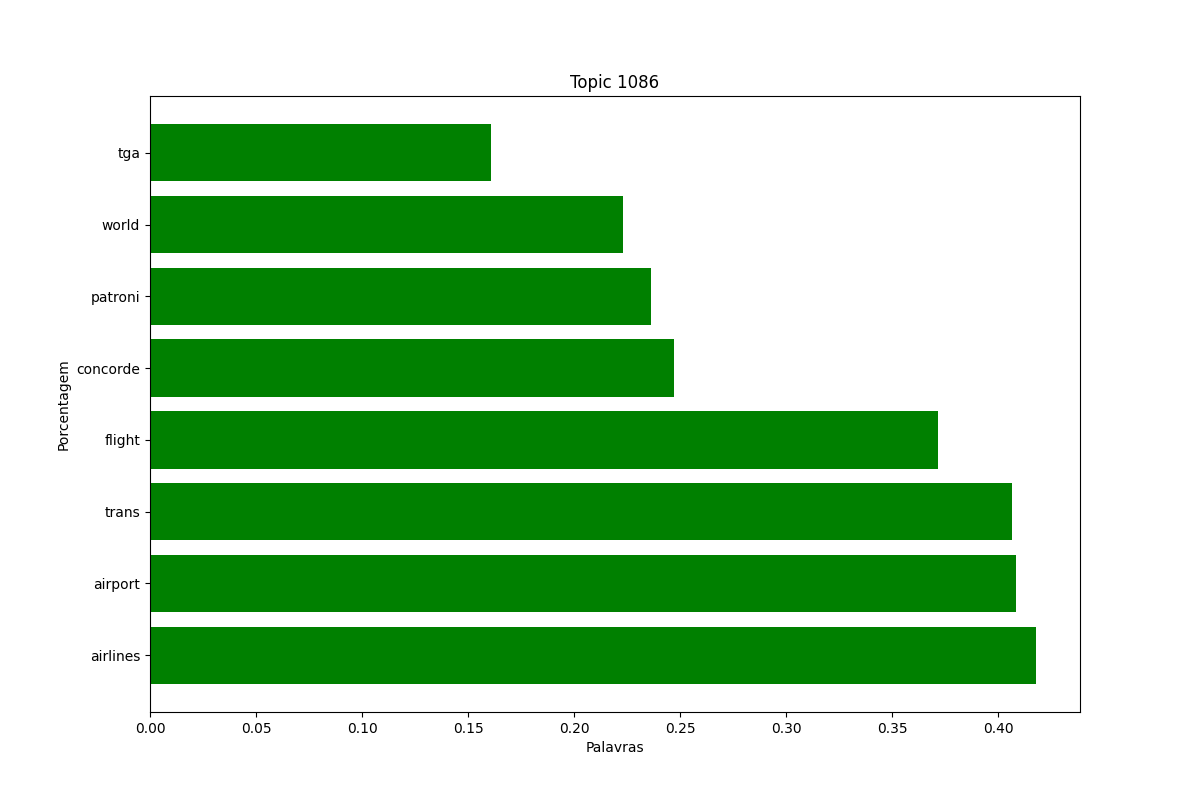 Topic 1086
tga
world
patroni
concorde
flight
trans
airport
airlines
Porcentagem
0.00 0.05 0.10 0.15 0.20 0.25 0.30 0.35 0.40
Palavras